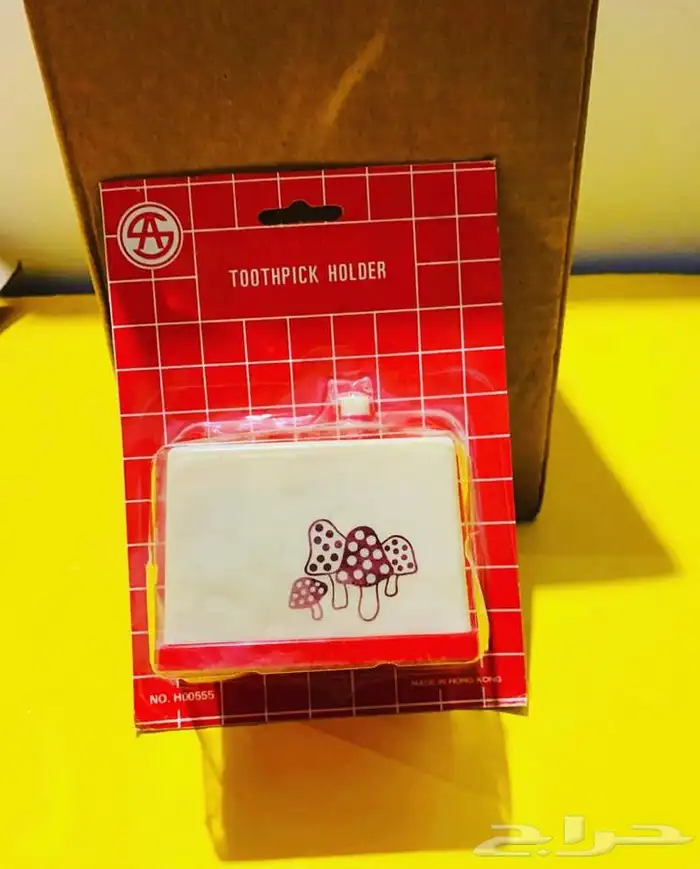 SA
TOOTHPICK HOLDER
NO. H00555
MADE IN HONG KONG
حراج